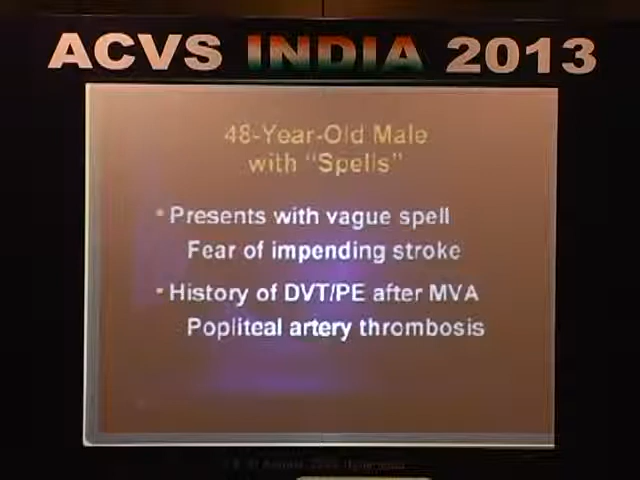 ACVS INDIA 2013
48-Year-Old Male
with "Spells"
• Presents with vague spell
Fear of impending stroke
• History of DVT/PE after MVA
Popliteal artery thrombosis